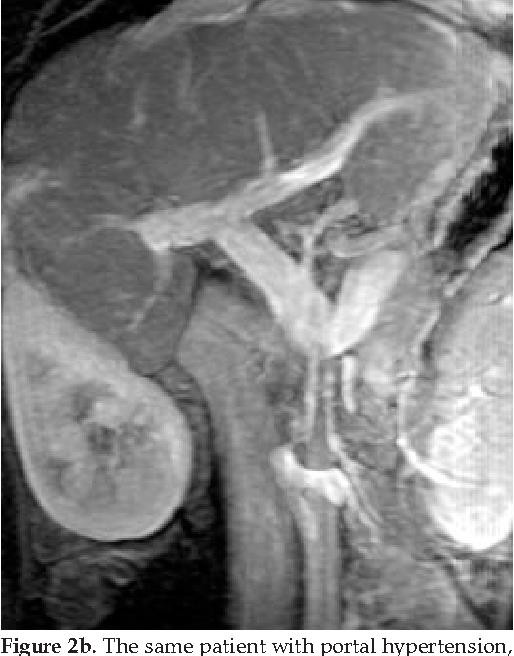 Figure 2b. The same patient with portal hypertension,